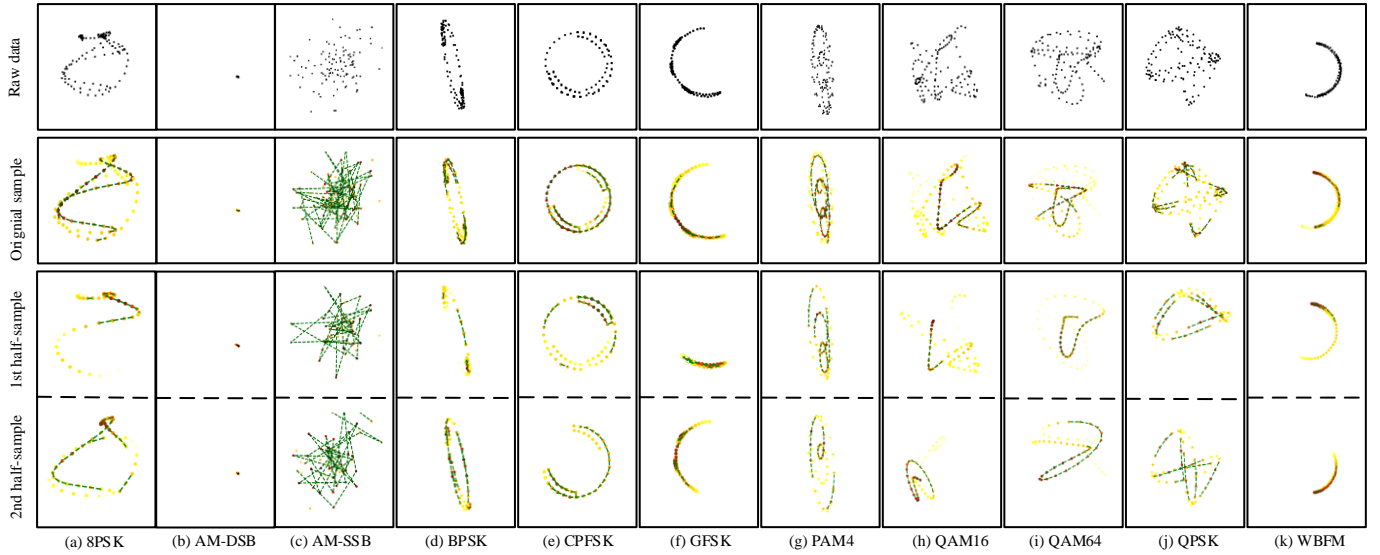 Raw data
Orignial sample
1st half-sample
2nd half-sample
(a) 8PSK (b) AM-DSB (c) AM-SSB (d) BPSK (e) CPFSK (f) GFSK (g) PAM4 (h) QAM16 (i) QAM64 (j) QPSK (k) WBFM